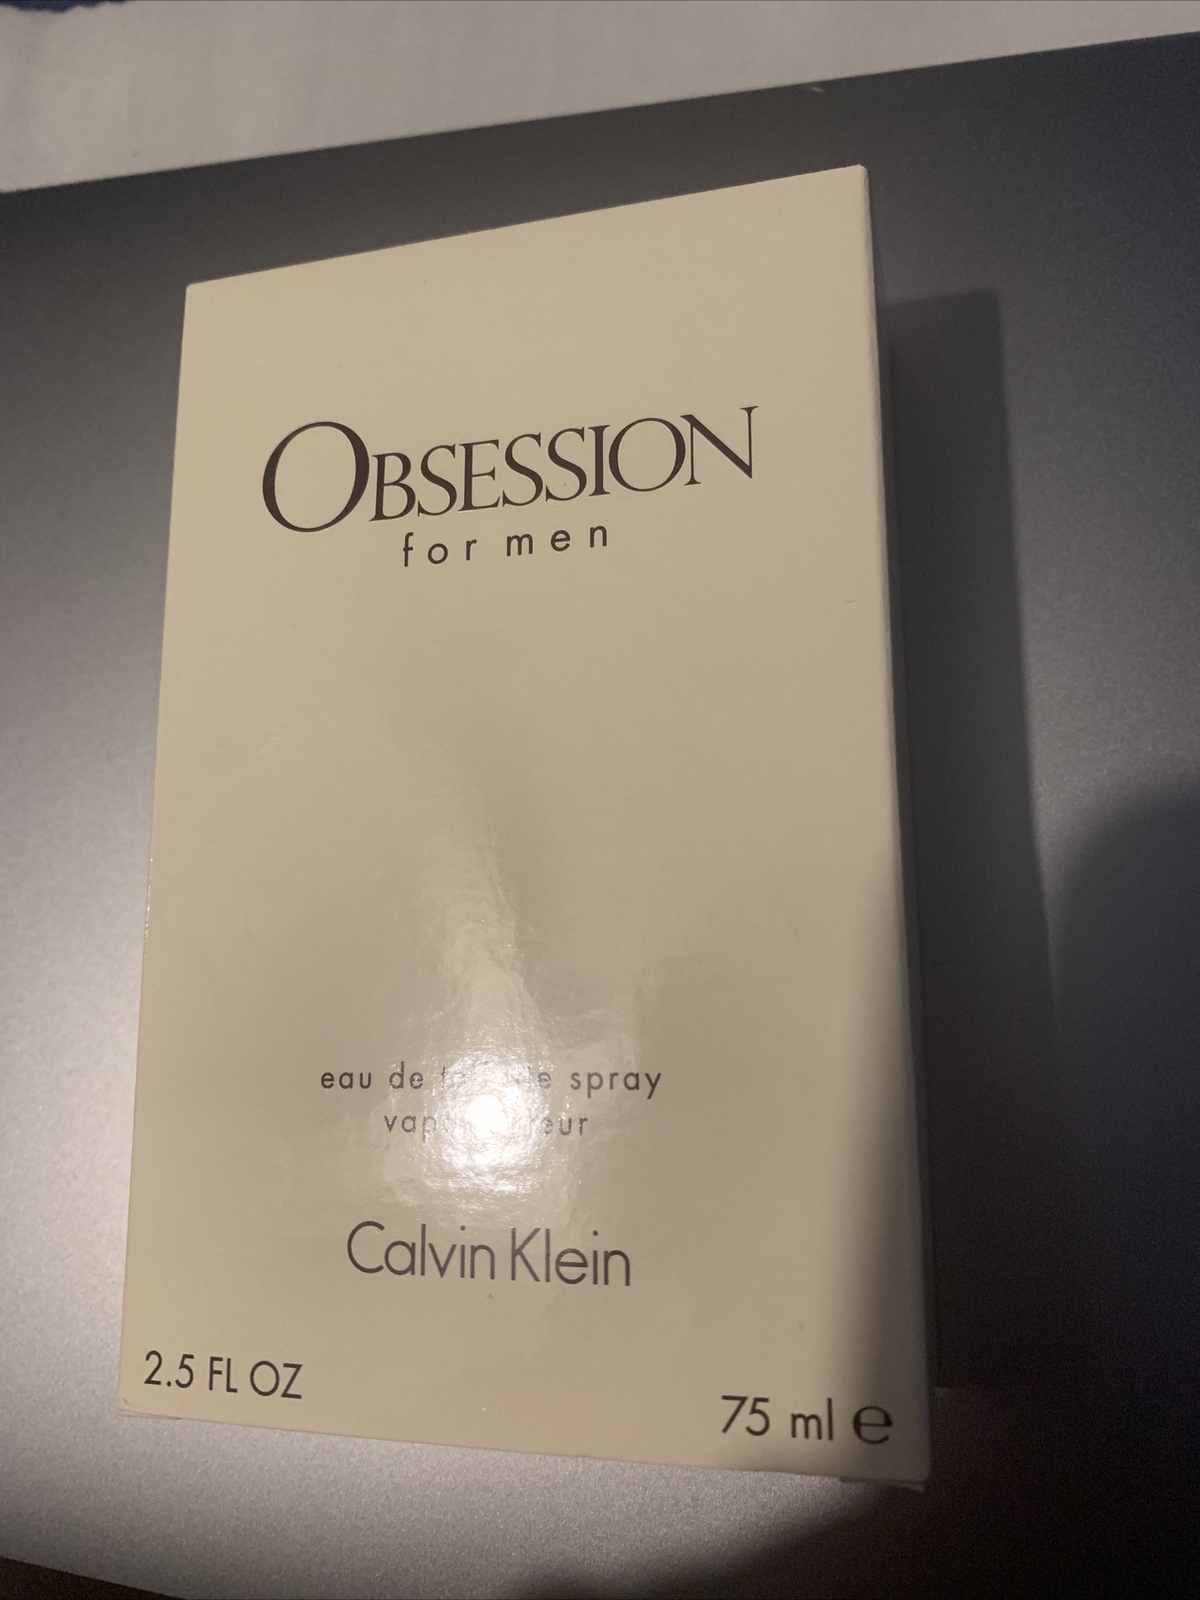 OBSESSION
for men
eau de spray
Calvin Klein
2.5 FL OZ
75 ml ℮